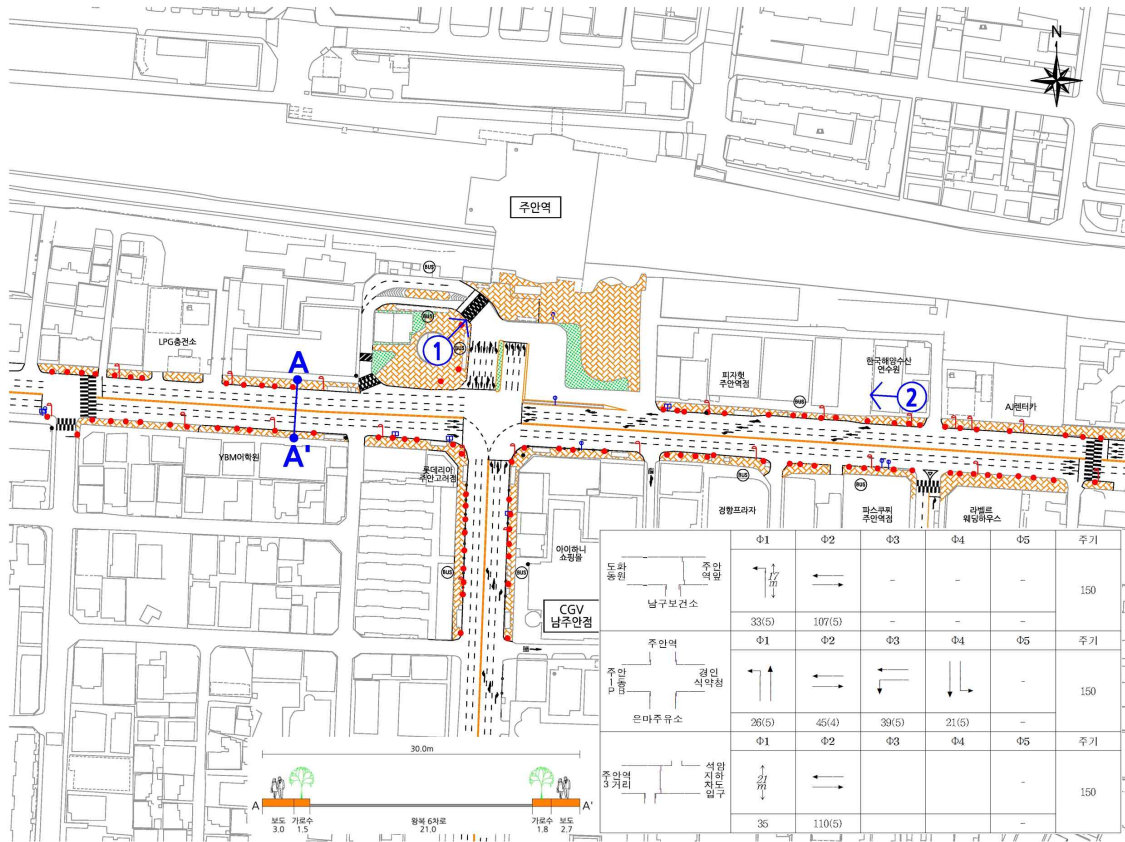 N
주안역
BUS
BUS
BUS
LPG충전소
A
A'
YBM어학원
1
2
한국해양수산
연수원
피자헛
주안역점
BUS
AJ렌터카
롯데리아
주안고려점
BUS
BUS
BUS
BUS
경향프라자
파스쿠찌
주안역점
라벨르
웨딩하우스
아이하니
쇼핑몰
CGV
남주안점
Φ1 Φ2 Φ3 Φ4 Φ5 주기
도화
동원
주안
역앞
남구보건소
17
m
- - - 150
33(5) 107(5) - - -
Φ1 Φ2 Φ3 Φ4 Φ5 주기
주안역
주안
1동
PB
경인
식약청
은마주유소
- 150
26(5) 45(4) 39(5) 21(5) -
Φ1 Φ2 Φ3 Φ4 Φ5 주기
주안역
3거리
석암
지하
차도
입구
21
m
- 150
35 110(5) -
30.0m
A A'
보도 가로수 왕복 6차로 가로수 보도
3.0 1.5 21.0 1.8 2.7